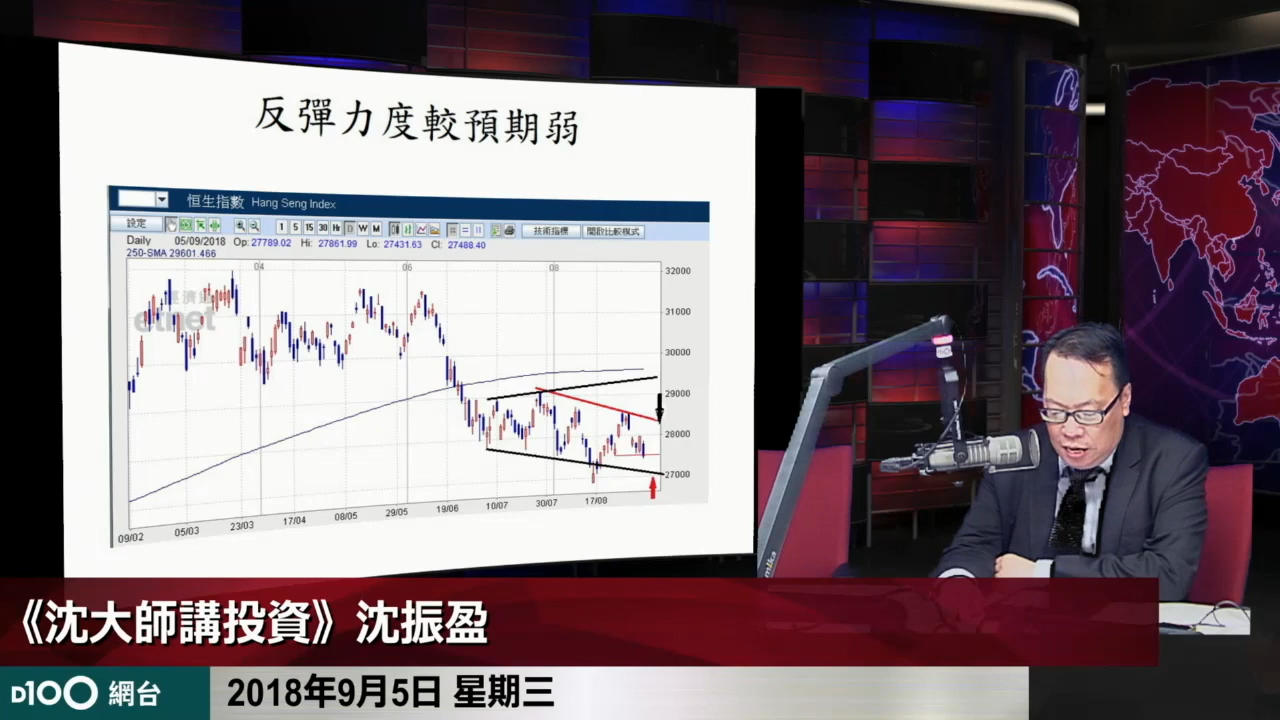 反彈力度較預期弱
恒生指數 Hang Seng Index
設定 1 5 15 30 Hr D W M 技術指標 開啟比較模式
Daily 05/09/2018 Op: 27789.02 Hi: 27861.99 Lo: 27431.63 Cl: 27488.40
250-SMA 29601.466
04 06 08
etnet
32000
31000
30000
29000
28000
27000
09/02 05/03 23/03 17/04 08/05 29/05 19/06 10/07 30/07 17/08
《沈大師講投資》沈振盈
D100 網台
2018年9月5日 星期三